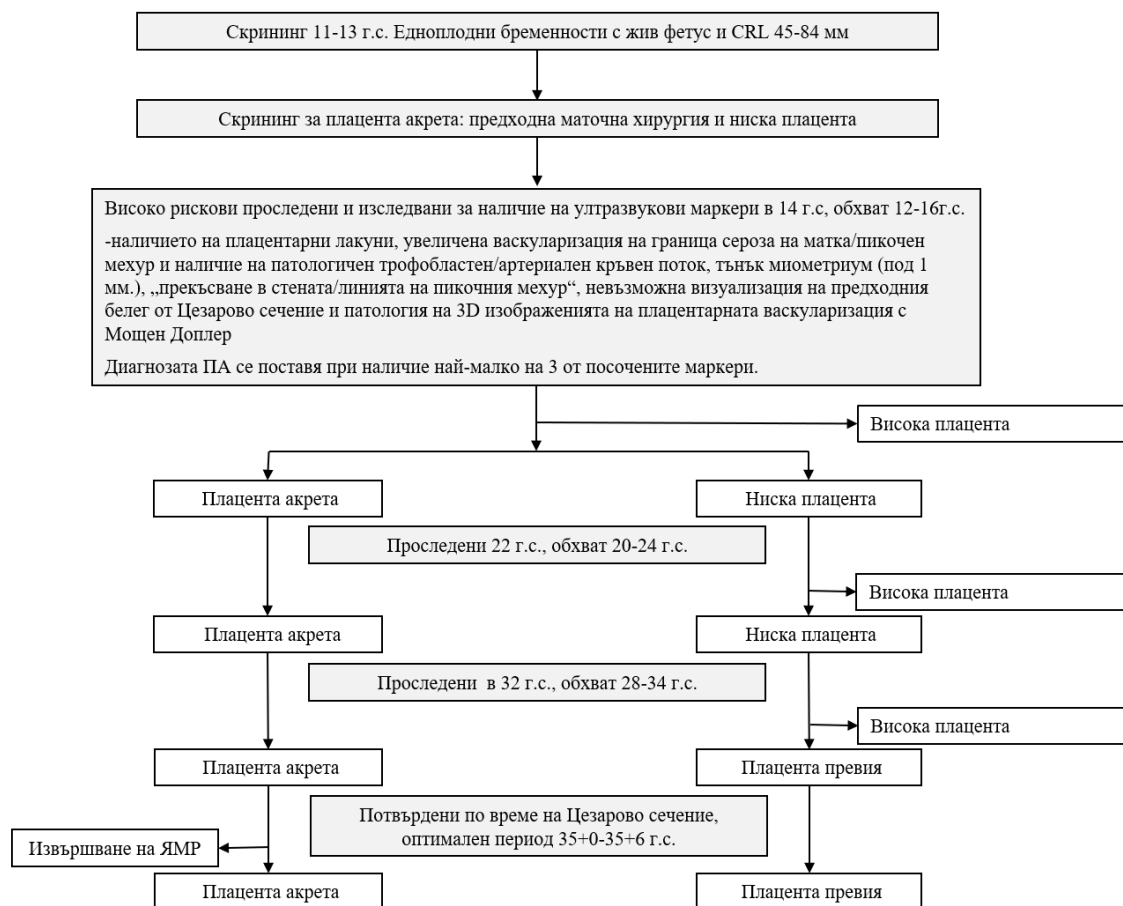 Скрининг 11-13 г.с. Едноплодни бременности с жив фетус и CRL 45-84 мм
Скрининг за плацента акрета: предходна маточна хирургия и ниска плацента
Високо рискови проследени и изследвани за наличие на ултразвукови маркери в 14 г.с, обхват 12-16г.с.
-наличието на плацентарни лакуни, увеличена васкуларизация на граница сероза на матка/пикочен
мехур и наличие на патологичен трофобластен/артериален кръвен поток, тънък миометриум (под 1
мм.), „прекъсване в стената/линията на пикочния мехур“, невъзможна визуализация на предходния
белег от Цезарово сечение и патология на 3D изображенията на плацентарната васкуларизация с
Мощен Доплер
Диагнозата ПА се поставя при наличие най-малко на 3 от посочените маркери.
Висока плацента
Плацента акрета
Ниска плацента
Проследени 22 г.с., обхват 20-24 г.с.
Висока плацента
Плацента акрета
Ниска плацента
Проследени в 32 г.с., обхват 28-34 г.с.
Висока плацента
Плацента акрета
Плацента превия
Потвърдени по време на Цезарово сечение,
оптимален период 35+0-35+6 г.с.
Извършване на ЯМР
Плацента акрета
Плацента превия